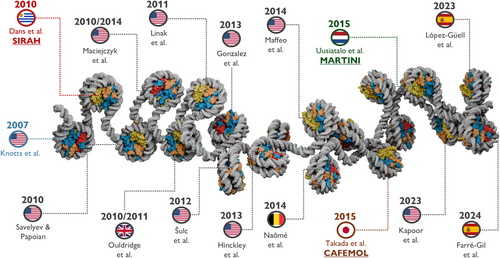 2010
Dans et al.
SIRAH
2010/2014
Maciejczyk
et al.
2011
Linak
et al.
2013
Gonzalez
et al.
2014
Maffeo
et al.
2015
Uusiatalo et al.
MARTINI
2023
López-Güell
et al.
2007
Knotts et al.
2010
Savelyev &
Papoian
2010/2011
Ouldridge
et al.
2012
Šulc
et al.
2013
Hinckley
et al.
2014
Naômé
et al.
2015
Takada et al.
CAFEMOL
2023
Kapoor
et al.
2024
Farré-Gil
et al.